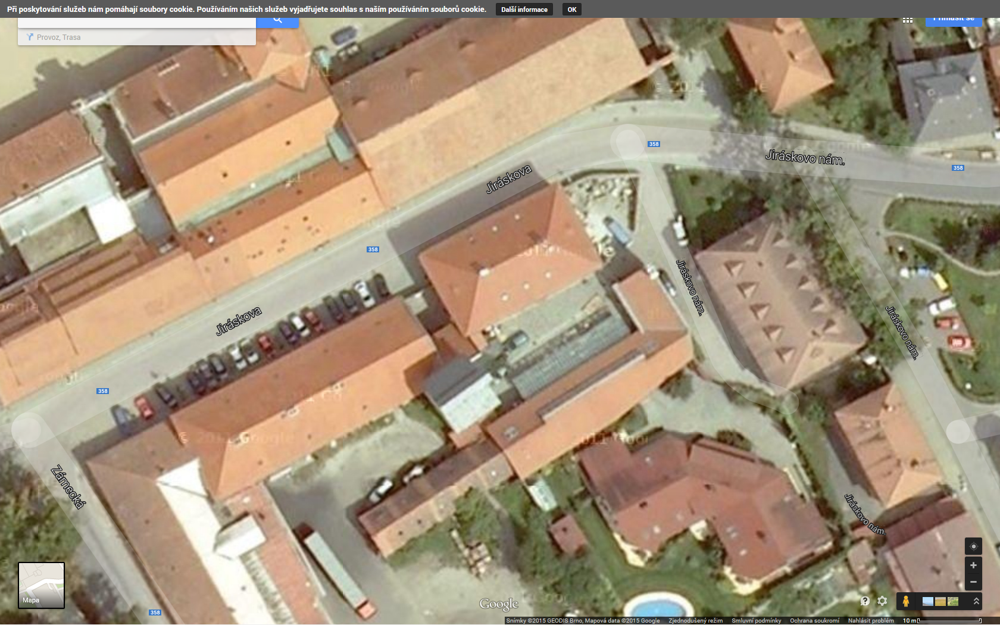 Při poskytování služeb nám pomáhají soubory cookie. Používáním našich služeb vyjadřujete souhlas s naším používáním souborů cookie. Další informace OK
Přihlásit se
Provoz, Trasa
© 2011
358
Jiráskovo nám.
358
Jiráskova
358
Jiráskovo nám.
Jiráskova
Jiráskovo nám.
358
© 2011 Google
Zámecká
Jiráskovo nám.
Mapa
Google
358
Snímky ©2015 GEODIS Brno, Mapová data ©2015 Google Zjednodušený režim Smluvní podmínky Ochrana soukromí Nahlásit problém 10 m